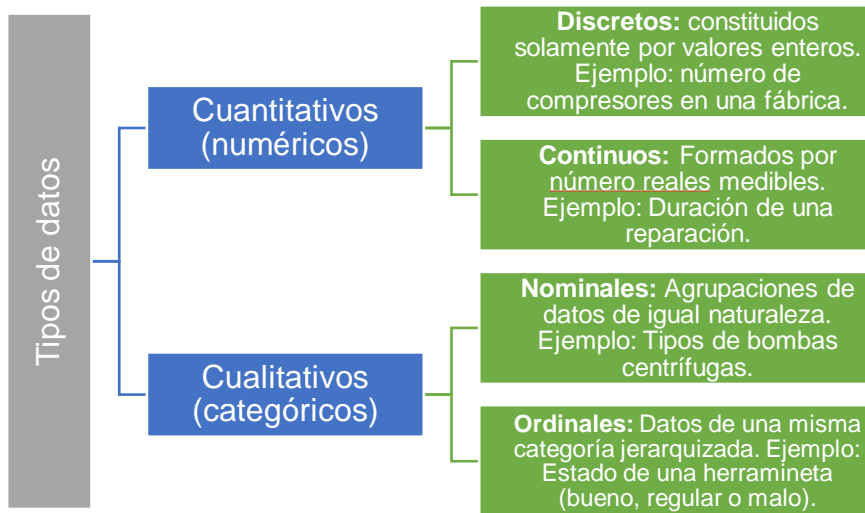 Tipos de datos
Cuantitativos
(numéricos)
Discretos: constituidos
solamente por valores enteros.
Ejemplo: número de
compresores en una fábrica.
Continuos: Formados por
número reales medibles.
Ejemplo: Duración de una
reparación.
Cualitativos
(categóricos)
Nominales: Agrupaciones de
datos de igual naturaleza.
Ejemplo: Tipos de bombas
centrífugas.
Ordinales: Datos de una misma
categoría jerarquizada. Ejemplo:
Estado de una herramineta
(bueno, regular o malo).